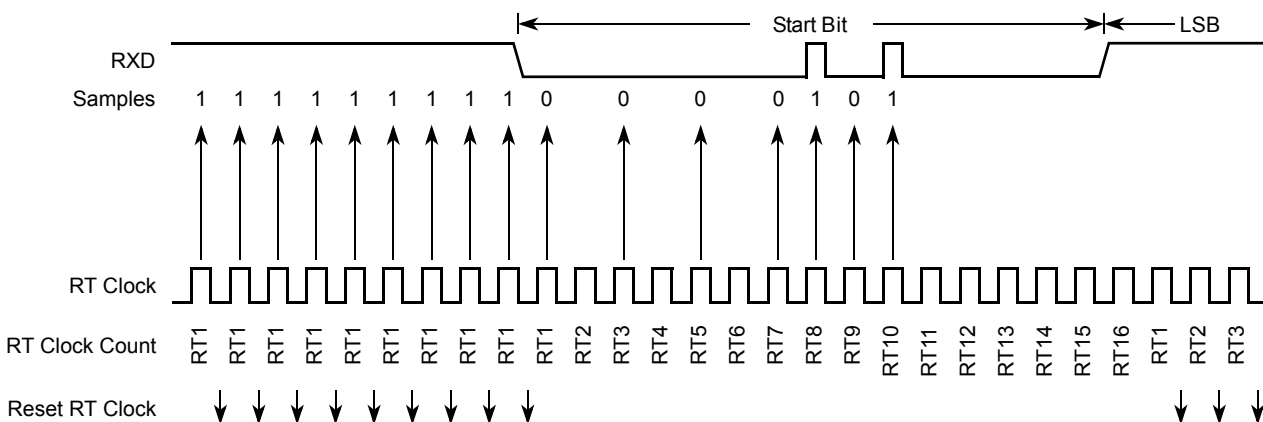 Start Bit LSB
RXD
Samples 1 1 1 1 1 1 1 1 1 0 0 0 0 1 0 1
RT Clock
RT Clock Count RT1 RT1 RT1 RT1 RT1 RT1 RT1 RT1 RT1 RT1 RT2 RT3 RT4 RT5 RT6 RT7 RT8 RT9 RT10 RT11 RT12 RT13 RT14 RT15 RT16 RT1 RT2 RT3
Reset RT Clock